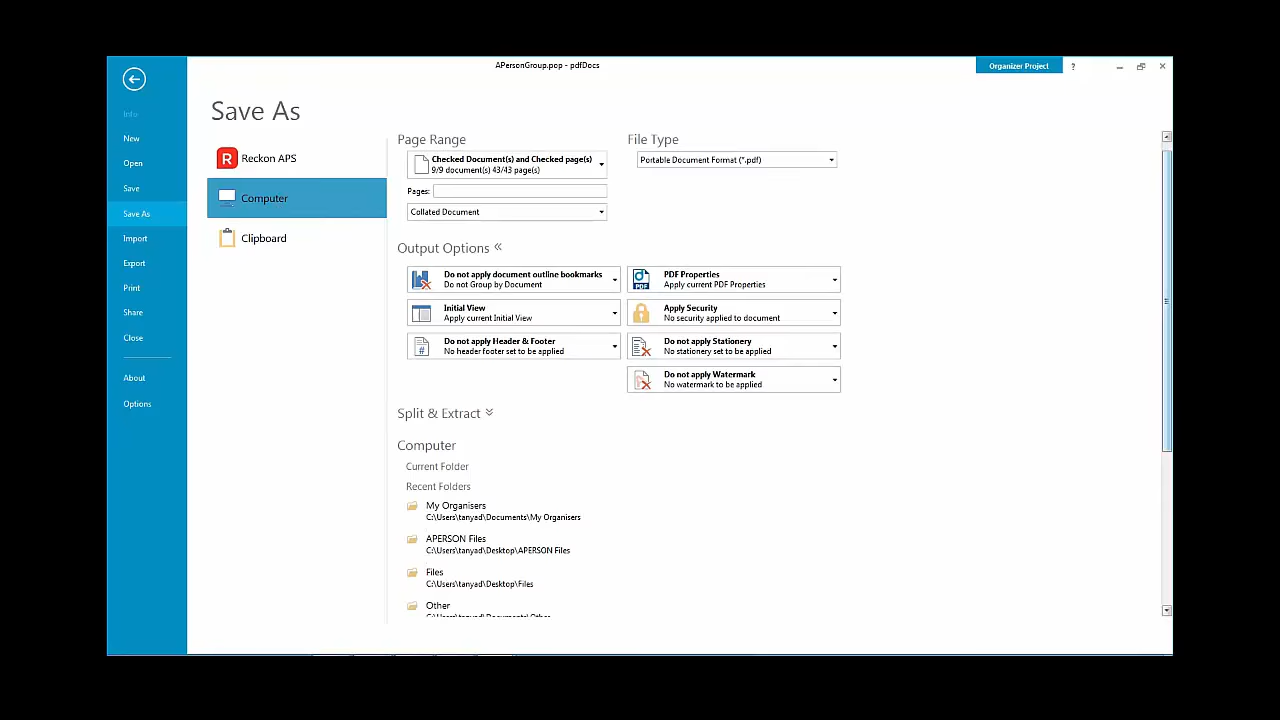 APersonGroup.pop - pdfDocs
Organizer Project
?
Info
New
Open
Save
Save As
Import
Export
Print
Share
Close
About
Options
Save As
R Reckon APS
Computer
Clipboard
Page Range
Checked Document(s) and Checked page(s)
9/9 document(s) 43/43 page(s)
Pages:
Collated Document
File Type
Portable Document Format (*.pdf)
Output Options
Do not apply document outline bookmarks
Do not Group by Document
PDF Properties
Apply current PDF Properties
Initial View
Apply current Initial View
Apply Security
No security applied to document
Do not apply Header & Footer
No header footer set to be applied
Do not apply Stationery
No stationery set to be applied
Do not apply Watermark
No watermark to be applied
Split & Extract
Computer
Current Folder
Recent Folders
My Organisers
C:\Users\tanyad\Documents\My Organisers
APERSON Files
C:\Users\tanyad\Desktop\APERSON Files
Files
C:\Users\tanyad\Desktop\Files
Other
C:\Users\tanyad\Documents\Other